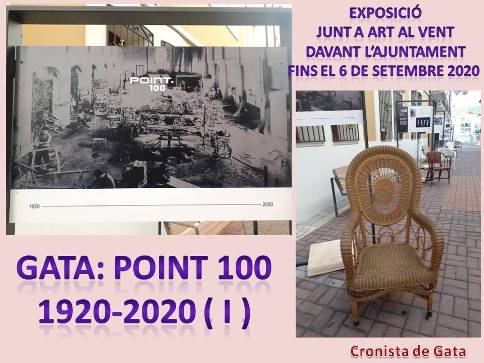 EXPOSICIÓ
JUNT A ART AL VENT
DAVANT L'AJUNTAMENT
FINS EL 6 DE SETEMBRE 2020
POINT.
100
1920
2020
GATA: POINT 100
1920-2020 ( I )
Cronista de Gata